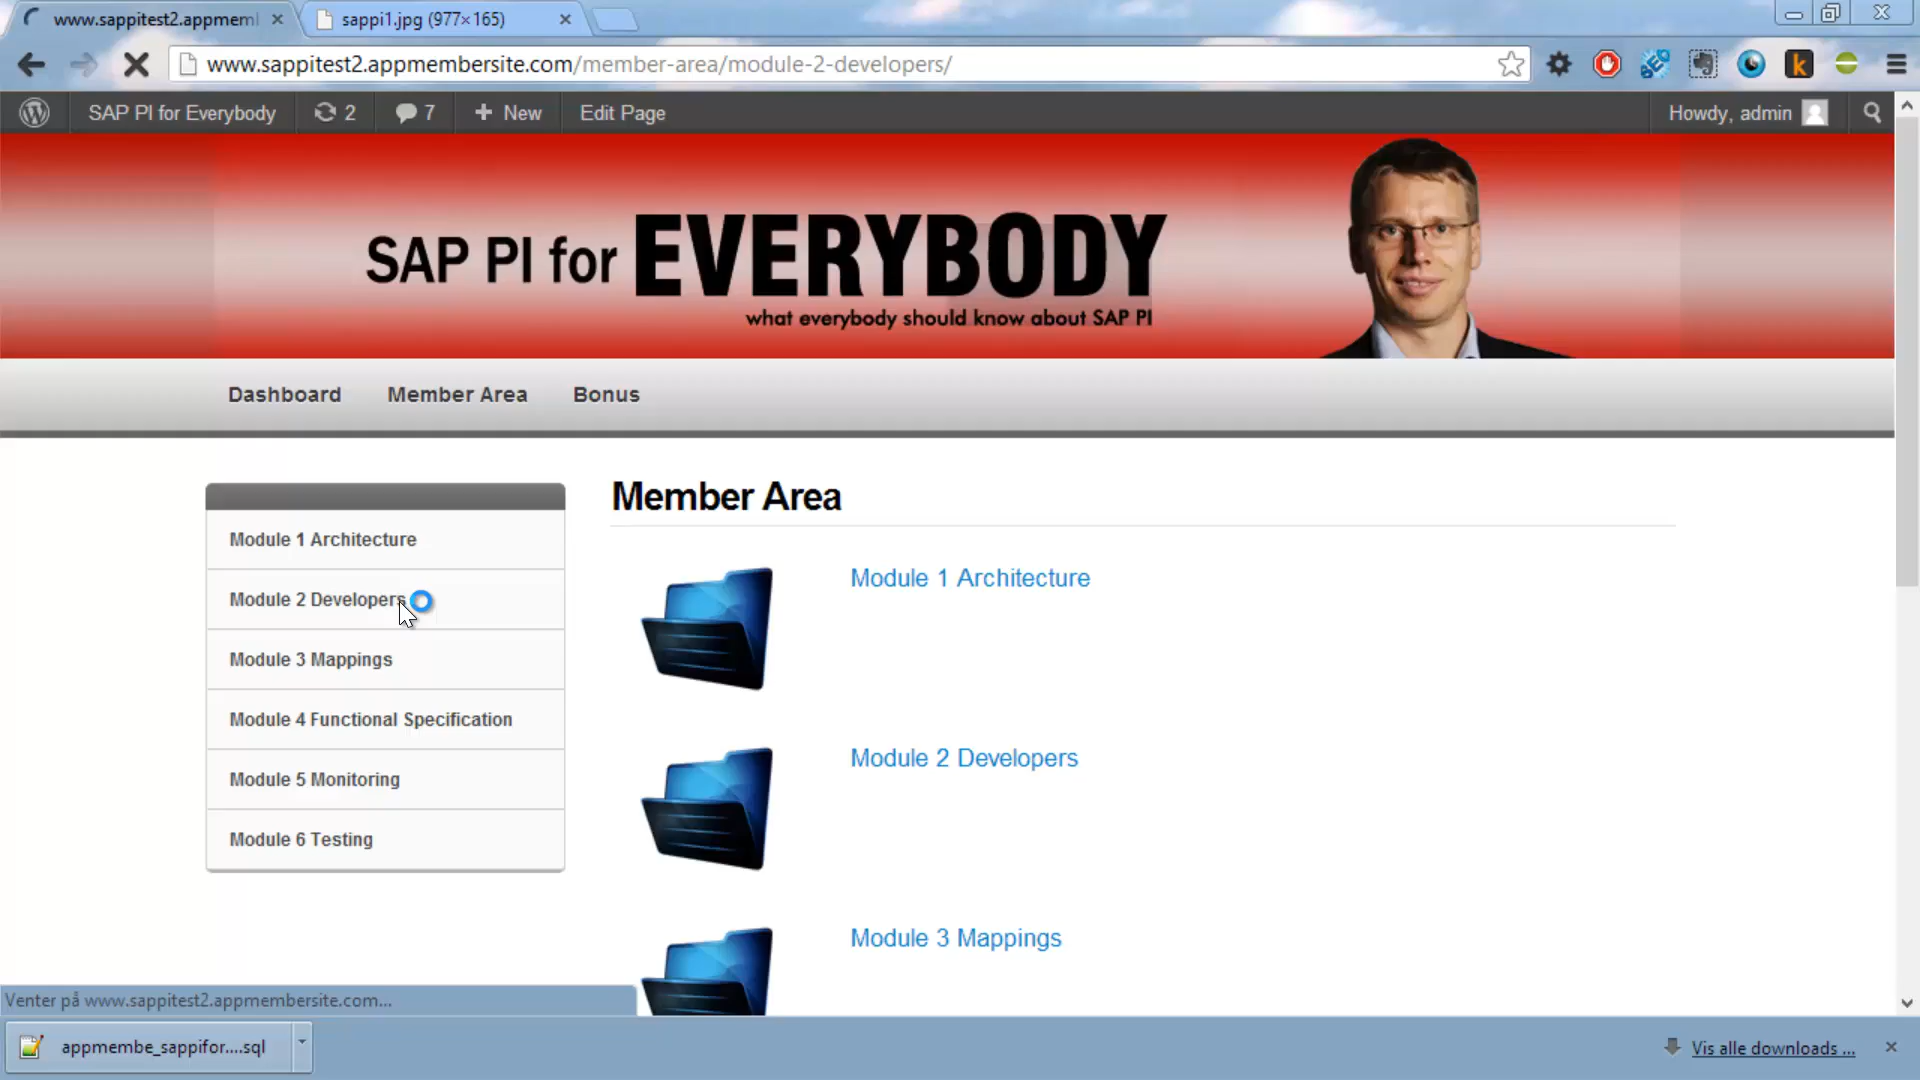 www.sappitest2.appmeml
sappi1.jpg (977×165)
www.sappitest2.appmembersite.com/member-area/module-2-developers/
SAP PI for Everybody
2
7
New
Edit Page
Howdy, admin
SAP PI for EVERYBODY
what everybody should know about SAP PI
Dashboard
Member Area
Bonus
Module 1 Architecture
Module 2 Developers
Module 3 Mappings
Module 4 Functional Specification
Module 5 Monitoring
Module 6 Testing
Member Area
Module 1 Architecture
Module 2 Developers
Module 3 Mappings
Venter på www.sappitest2.appmembersite.com...
appmembe_sappifor....sql
Vis alle downloads ...